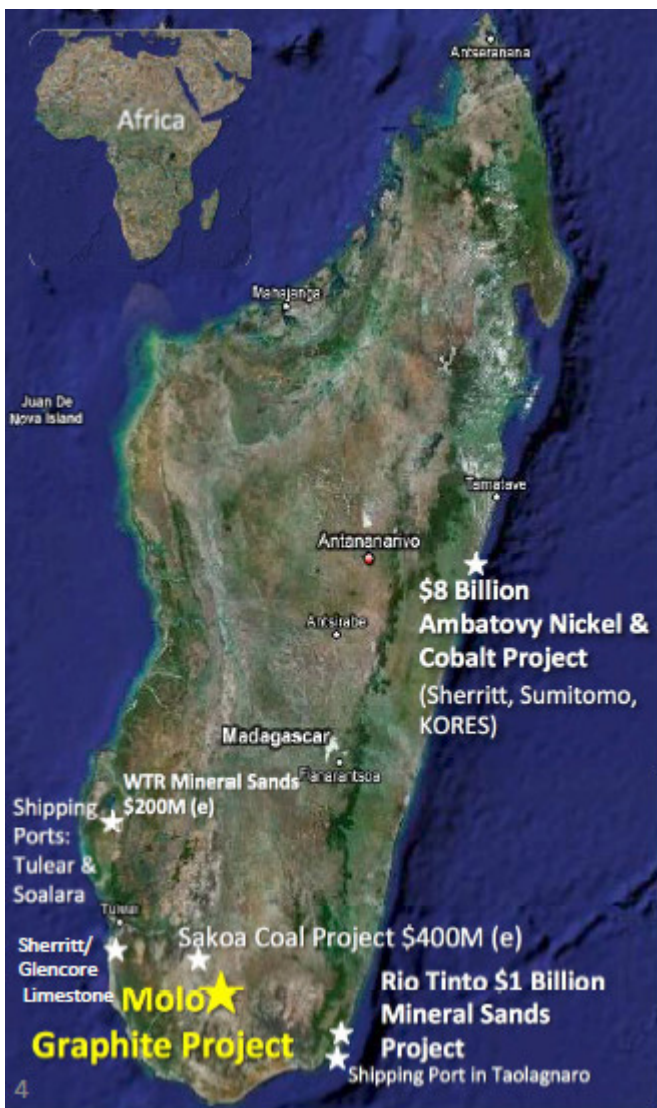 Africa
Antseranana
Mahajanga
Juan De
Nova Island
Tamatave
Antananarivo
$8 Billion
Ambatovy Nickel &
Cobalt Project
(Sherritt, Sumitomo,
KORES)
Antsirabe
Madagascar
Fianarantsoa
WTR Mineral Sands
$200M (e)
Shipping
Ports:
Tulear &
Soalara
Tulear
Sakoa Coal Project $400M (e)
Sherritt/
Glencore
Limestone
Molo
Graphite Project
Rio Tinto $1 Billion
Mineral Sands
Project
Shipping Port in Taolagnaro
4